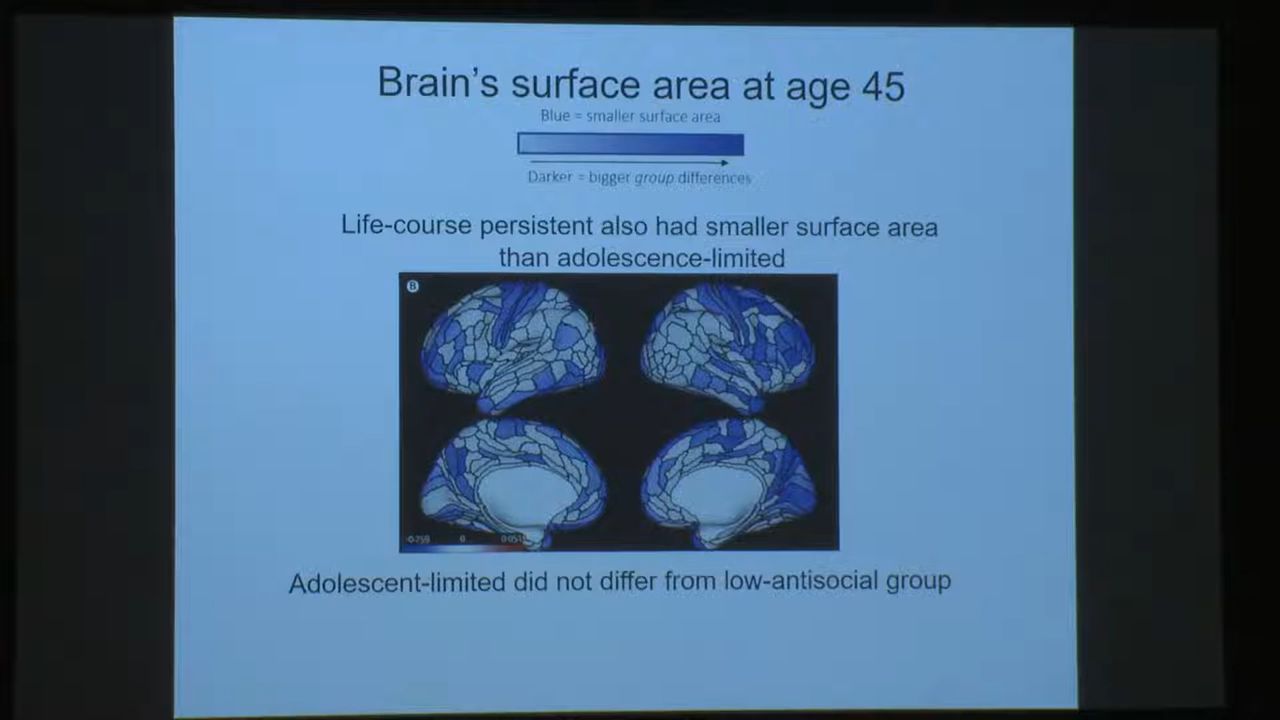 Brain's surface area at age 45
Blue = smaller surface area
Darker = bigger group differences
Life-course persistent also had smaller surface area
than adolescence-limited
B
0
Adolescent-limited did not differ from low-antisocial group